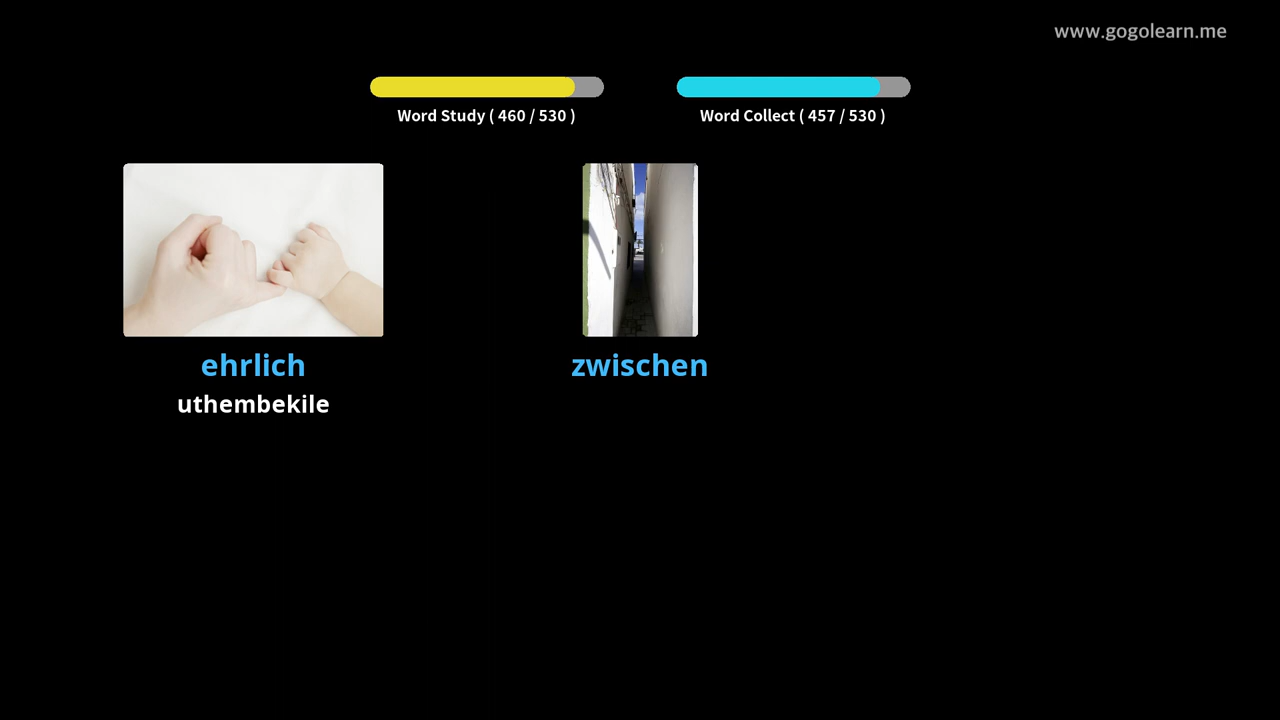 www.gogolearn.me
Word Study ( 460 / 530 )
Word Collect ( 457 / 530 )
ehrlich
uthembekile
zwischen